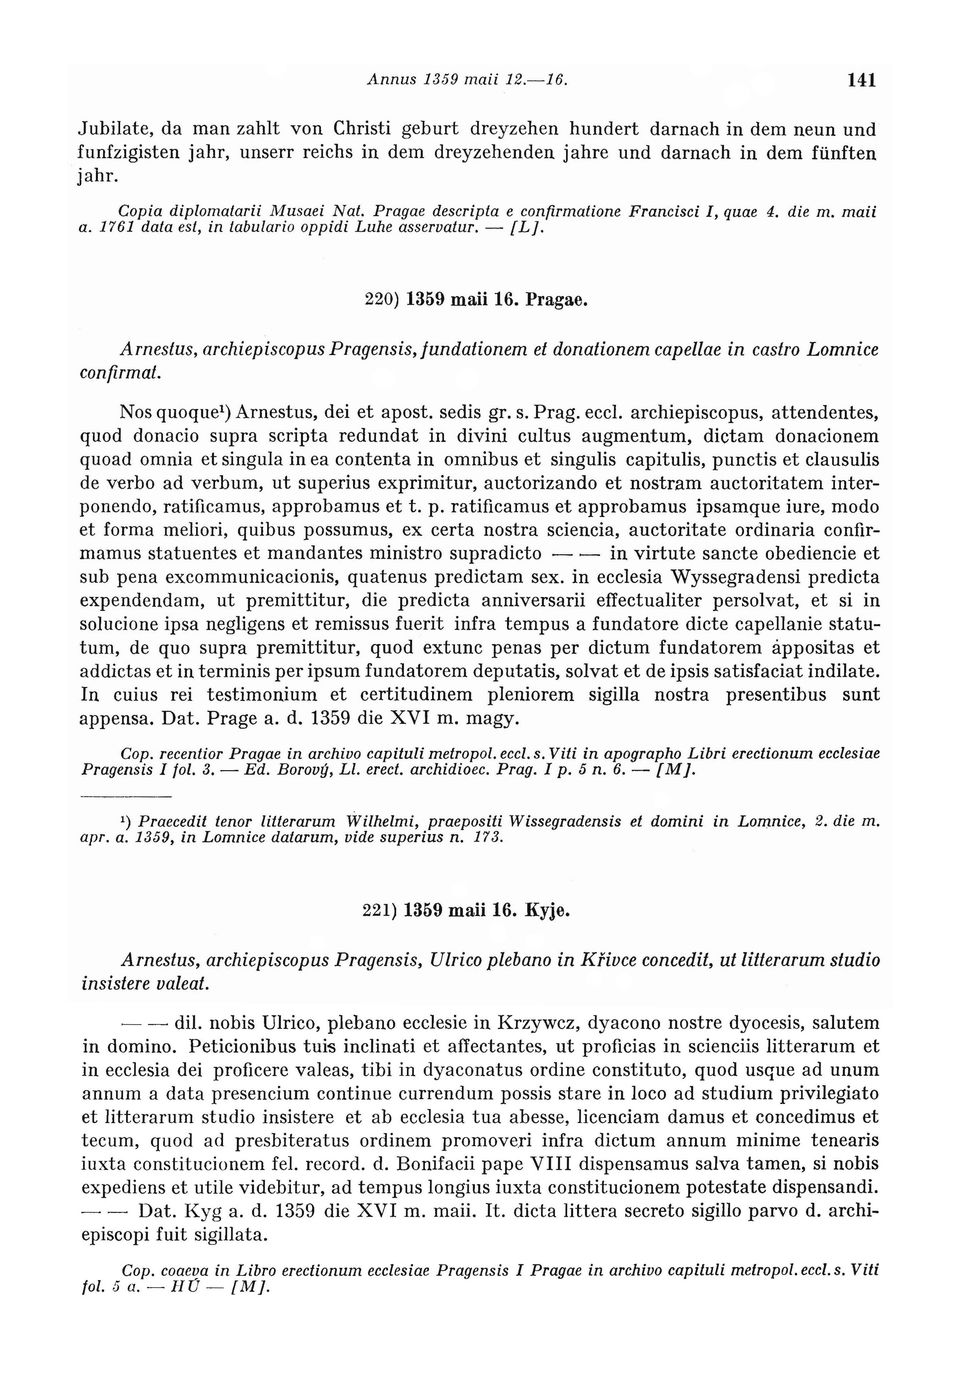 Annus 1359 maii 12.—16. 141
Jubilate, da man zahlt von Christi geburt dreyzehen hundert darnach in dem neun und
funfzigisten jahr, unserr reichs in dem dreyzehenden jahre und darnach in dem fünften
jahr.
Copia diplomatarii Musaei Nat. Pragae descripta e confirmatione Francisci I, quae 4. die m. maii
a. 1761 data est, in tabulario oppidi Luhe asservatur. — [L].
220) 1359 maii 16. Pragae.
Arnestus, archiepiscopus Pragensis, fundationem et donationem capellae in castro Lomnice
confirmat.
Nos quoque¹) Arnestus, dei et apost. sedis gr. s. Prag. eccl. archiepiscopus, attendentes,
quod donacio supra scripta redundat in divini cultus augmentum, dictam donacionem
quoad omnia et singula in ea contenta in omnibus et singulis capitulis, punctis et clausulis
de verbo ad verbum, ut superius exprimitur, auctorizando et nostram auctoritatem inter-
ponendo, ratificamus, approbamus et t. p. ratificamus et approbamus ipsamque iure, modo
et forma meliori, quibus possumus, ex certa nostra sciencia, auctoritate ordinaria confir-
mamus statuentes et mandantes ministro supradicto — — in virtute sancte obediencie et
sub pena excommunicacionis, quatenus predictam sex. in ecclesia Wyssegradensi predicta
expendendam, ut premittitur, die predicta anniversarii effectualiter persolvat, et si in
solucione ipsa negligens et remissus fuerit infra tempus a fundatore dicte capellanie statu-
tum, de quo supra premittitur, quod extunc penas per dictum fundatorem appositas et
addictas et in terminis per ipsum fundatorem deputatis, solvat et de ipsis satisfaciat indilate.
In cuius rei testimonium et certitudinem pleniorem sigilla nostra presentibus sunt
appensa. Dat. Prage a. d. 1359 die XVI m. magy.
Cop. recentior Pragae in archivo capituli metropol. eccl. s. Viti in apographo Libri erectionum ecclesiae
Pragensis I fol. 3. — Ed. Borový, Ll. erect. archidioec. Prag. I p. 5 n. 6. — [M].
¹) Praecedit tenor litterarum Wilhelmi, praepositi Wissegradensis et domini in Lomnice, 2. die m.
apr. a. 1359, in Lomnice datarum, vide superius n. 173.
221) 1359 maii 16. Kyje.
Arnestus, archiepiscopus Pragensis, Ulrico plebano in Křivce concedit, ut litterarum studio
insistere valeat.
— — dil. nobis Ulrico, plebano ecclesie in Krzywcz, dyacono nostre dyocesis, salutem
in domino. Peticionibus tuis inclinati et affectantes, ut proficias in scienciis litterarum et
in ecclesia dei proficere valeas, tibi in dyaconatus ordine constituto, quod usque ad unum
annum a data presencium continue currendum possis stare in loco ad studium privilegiato
et litterarum studio insistere et ab ecclesia tua abesse, licenciam damus et concedimus et
tecum, quod ad presbiteratus ordinem promoveri infra dictum annum minime tenearis
iuxta constitucionem fel. record. d. Bonifacii pape VIII dispensamus salva tamen, si nobis
expediens et utile videbitur, ad tempus longius iuxta constitucionem potestate dispensandi.
— — Dat. Kyg a. d. 1359 die XVI m. maii. It. dicta littera secreto sigillo parvo d. archi-
episcopi fuit sigillata.
Cop. coaeva in Libro erectionum ecclesiae Pragensis I Pragae in archivo capituli metropol. eccl. s. Viti
fol. 5 a. — HÚ — [M].